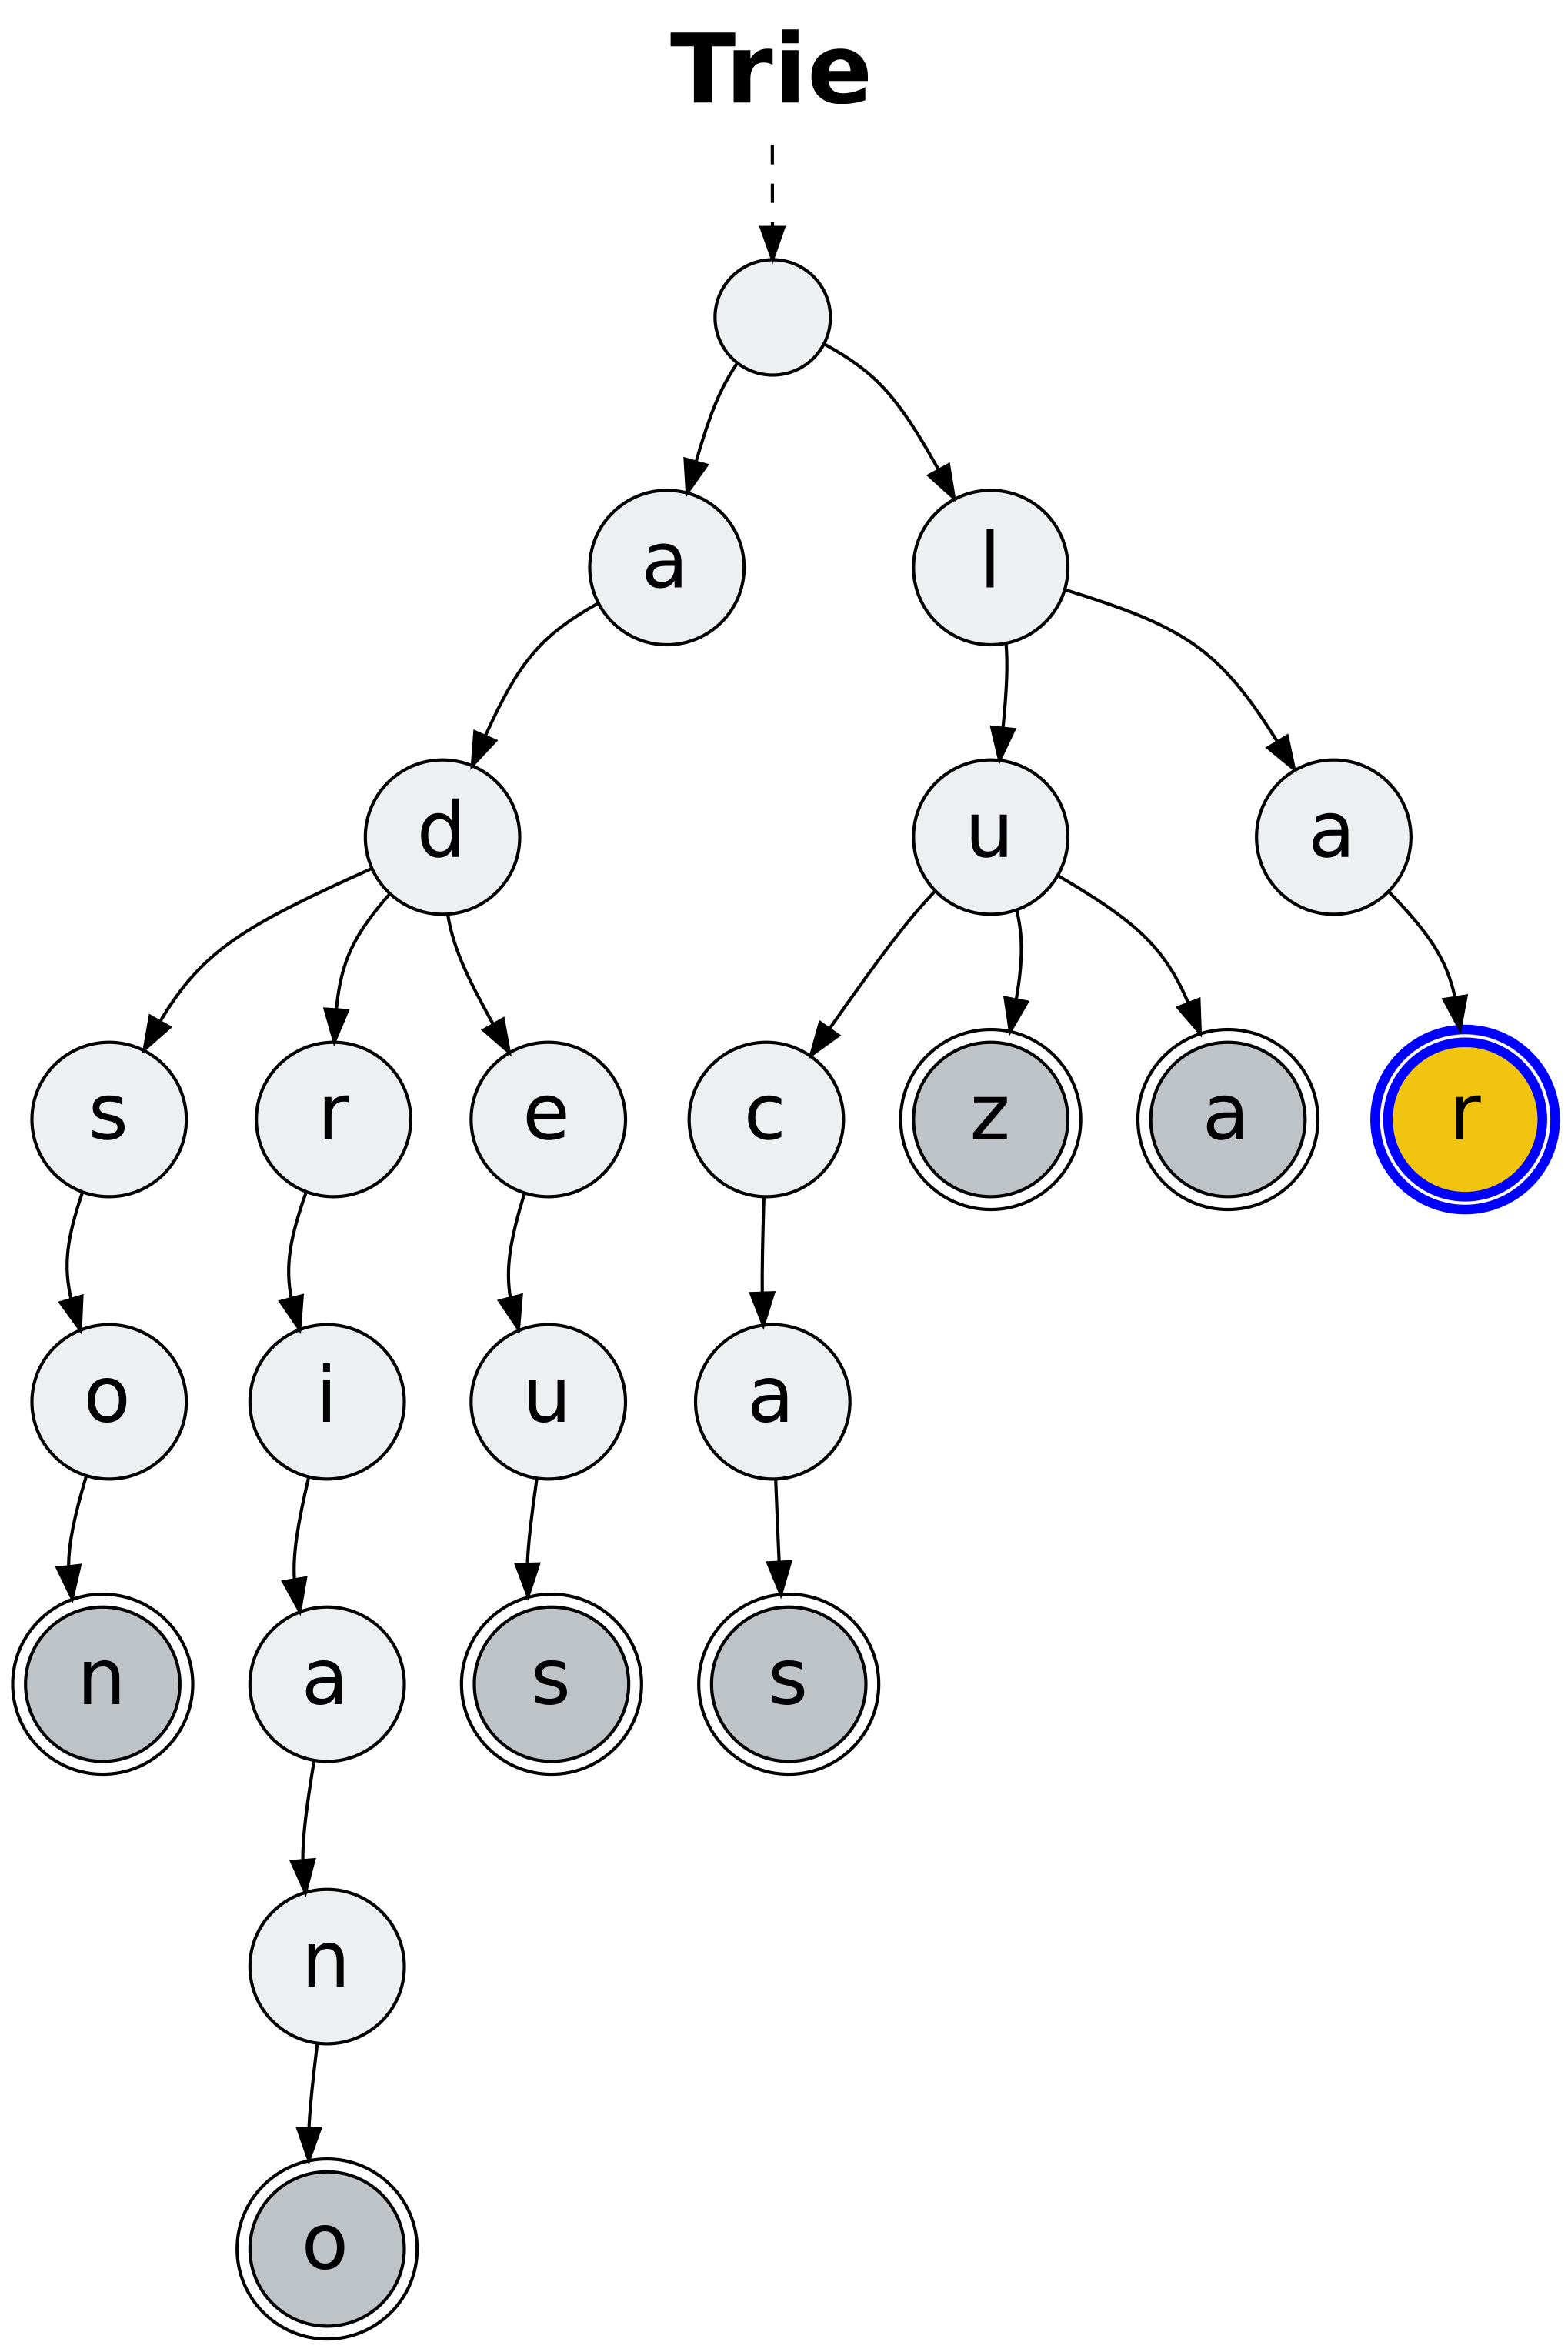 Trie
a l
d u a
s r e c z a r
o i u a
n a s s
n
o